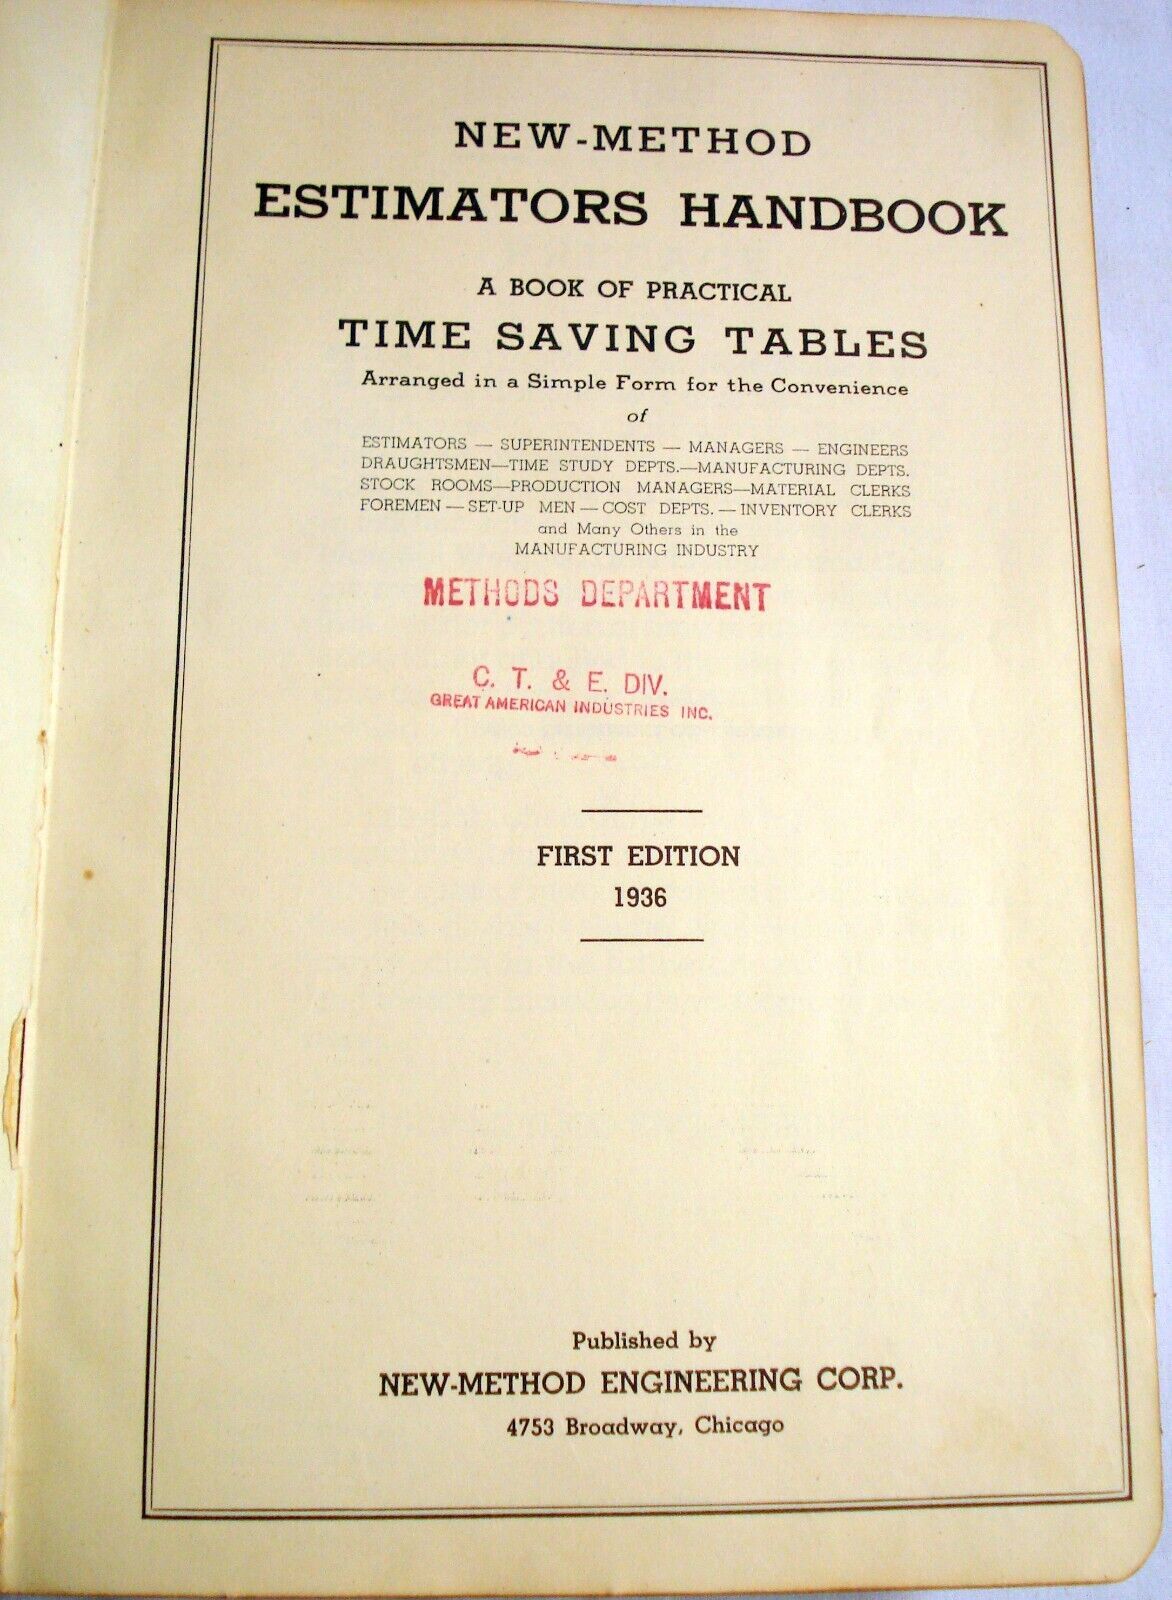 NEW-METHOD
ESTIMATORS HANDBOOK
A BOOK OF PRACTICAL
TIME SAVING TABLES
Arranged in a Simple Form for the Convenience
of
ESTIMATORS — SUPERINTENDENTS — MANAGERS — ENGINEERS
DRAUGHTSMEN—TIME STUDY DEPTS.—MANUFACTURING DEPTS.
STOCK ROOMS—PRODUCTION MANAGERS—MATERIAL CLERKS
FOREMEN — SET-UP MEN — COST DEPTS. — INVENTORY CLERKS
and Many Others in the
MANUFACTURING INDUSTRY
METHODS DEPARTMENT
C. T. & E. DIV.
GREAT AMERICAN INDUSTRIES INC.
FIRST EDITION
1936
Published by
NEW-METHOD ENGINEERING CORP.
4753 Broadway, Chicago